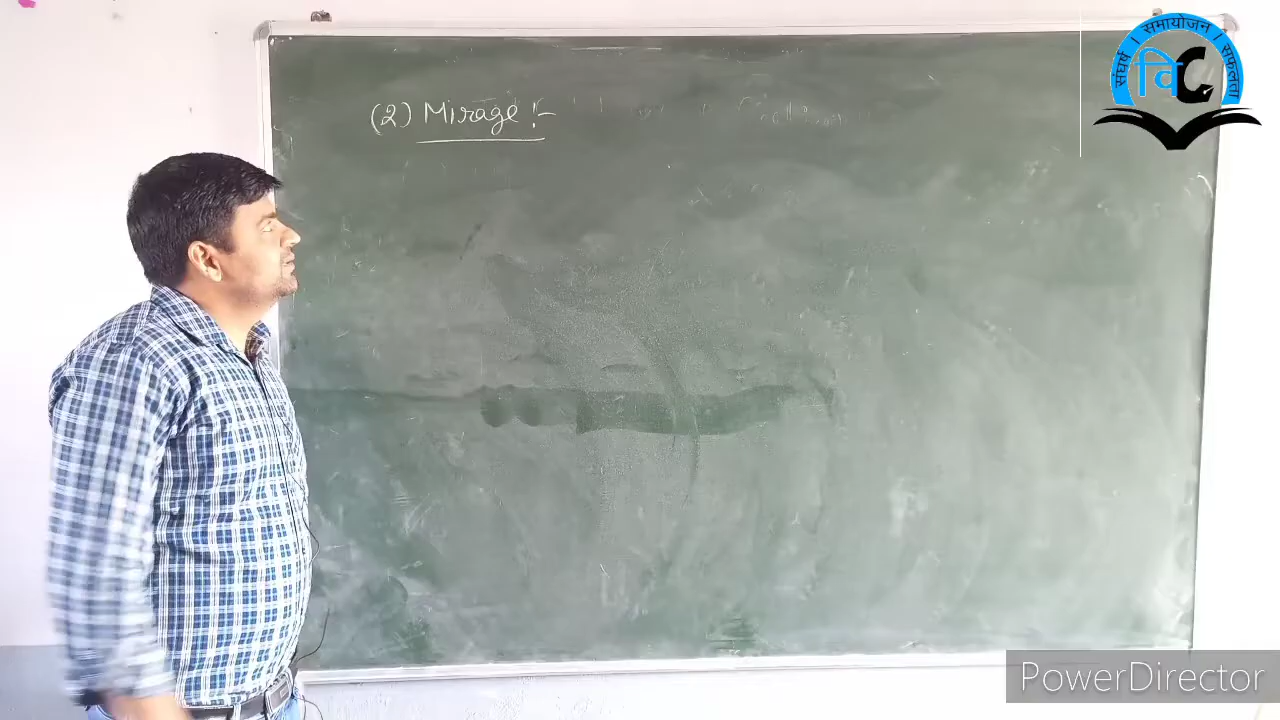 संघर्ष । समायोजन । सफलता
विC
(2) Mirage :-
PowerDirector